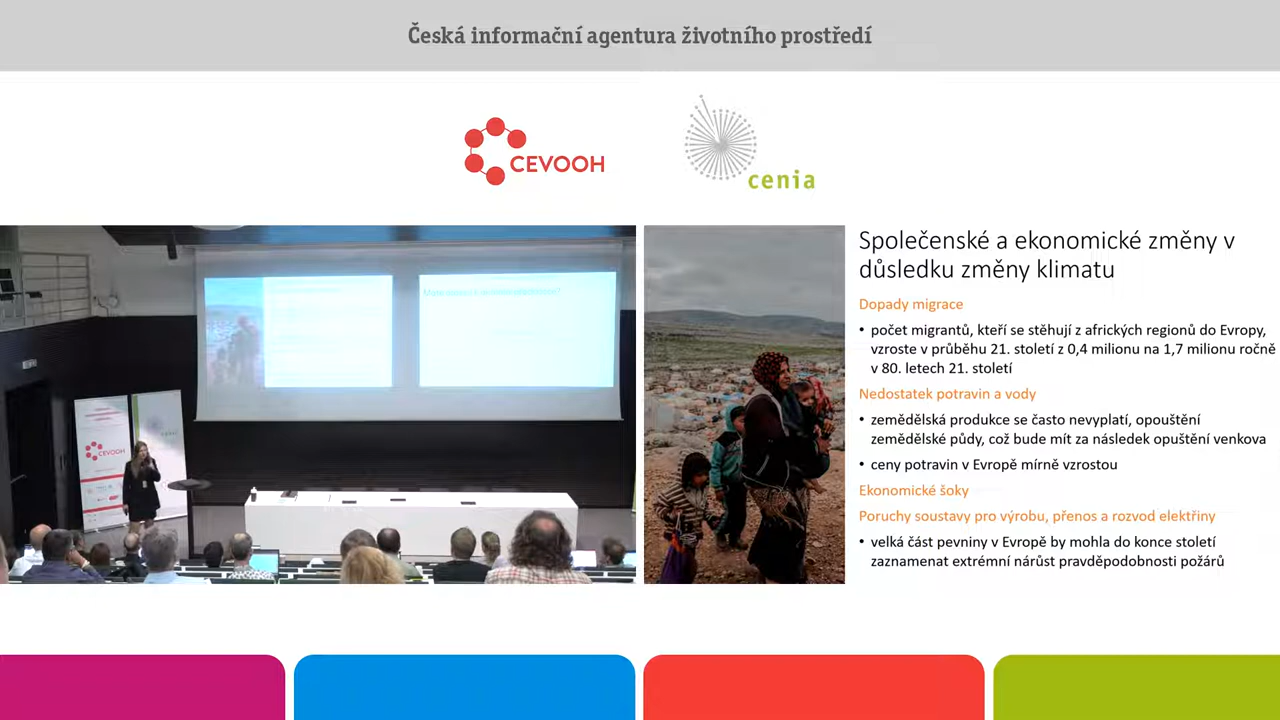 Česká informační agentura životního prostředí
CEVOOH
cenia
Společenské a ekonomické změny v
důsledku změny klimatu
Dopady migrace
• počet migrantů, kteří se stěhují z afrických regionů do Evropy,
vzroste v průběhu 21. století z 0,4 milionu na 1,7 milionu ročně
v 80. letech 21. století
Nedostatek potravin a vody
• zemědělská produkce se často nevyplatí, opouštění
zemědělské půdy, což bude mít za následek opuštění venkova
• ceny potravin v Evropě mírně vzrostou
Ekonomické šoky
Poruchy soustavy pro výrobu, přenos a rozvod elektřiny
• velká část pevniny v Evropě by mohla do konce století
zaznamenat extrémní nárůst pravděpodobnosti požárů
CEVOOH